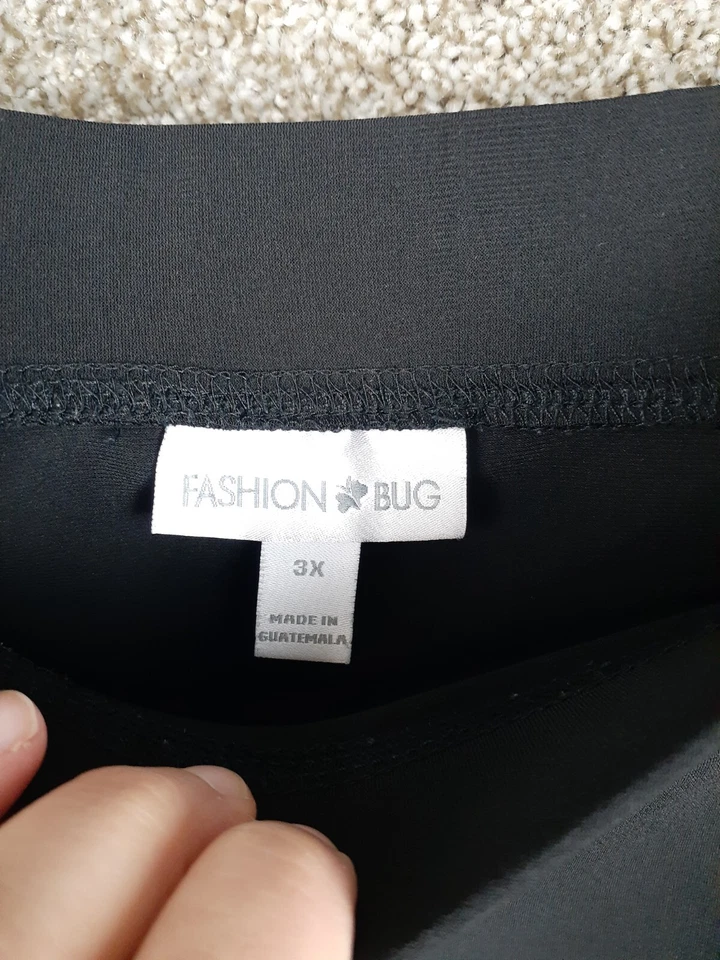 FASHION BUG
3X
MADE IN
GUATEMALA